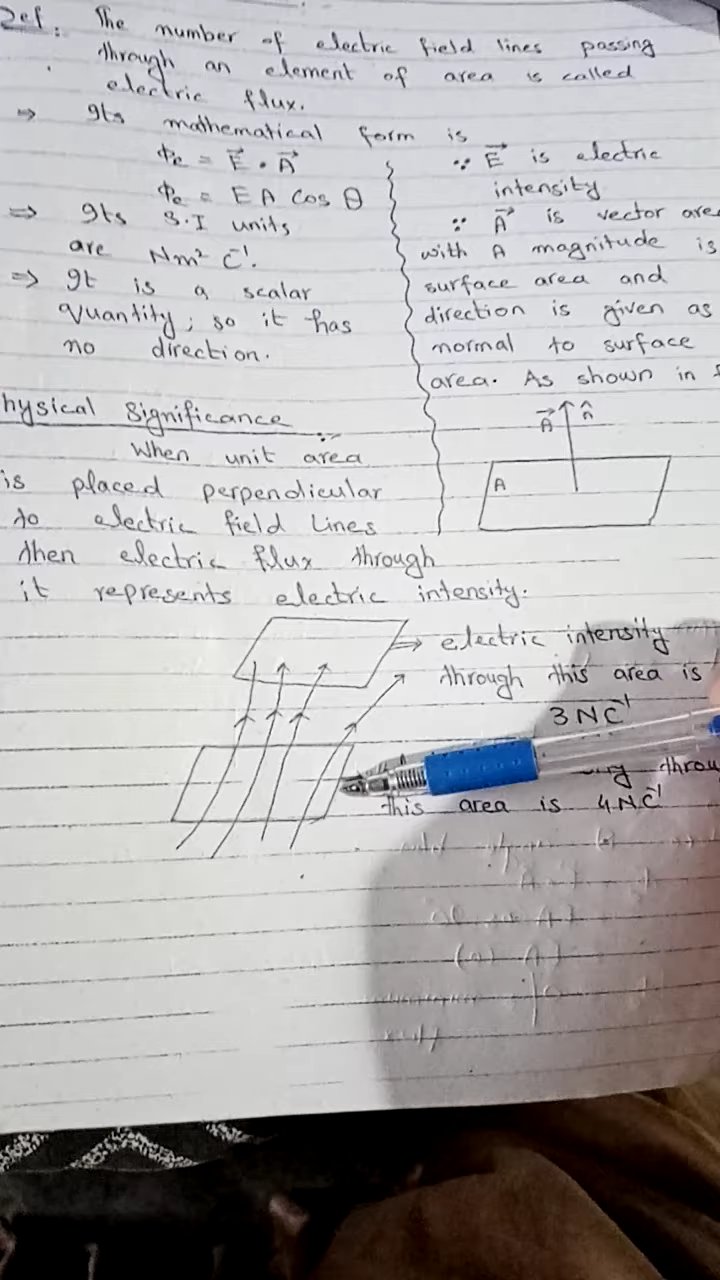 Def: The number of electric field lines passing
through an element of area is called
electric flux.
⇒ Its mathematical form is
Φe = E⃗ . A⃗
Φe = E A Cos θ
⇒ Its S.I units
are Nm² C⁻¹.
⇒ It is a scalar
quantity; so it has
no direction.
∵ E⃗ is electric
intensity
∵ A⃗ is vector
with A magnitude is
surface area and
direction is given as
normal to surface
area. As shown in
A⃗ n̂
A
Physical Significance
When unit area
is placed perpendicular
to electric field Lines
then electric flux through
it represents electric intensity.
⇒ electric intensity
through this area is
3 NC⁻¹
this area is 4 NC⁻¹